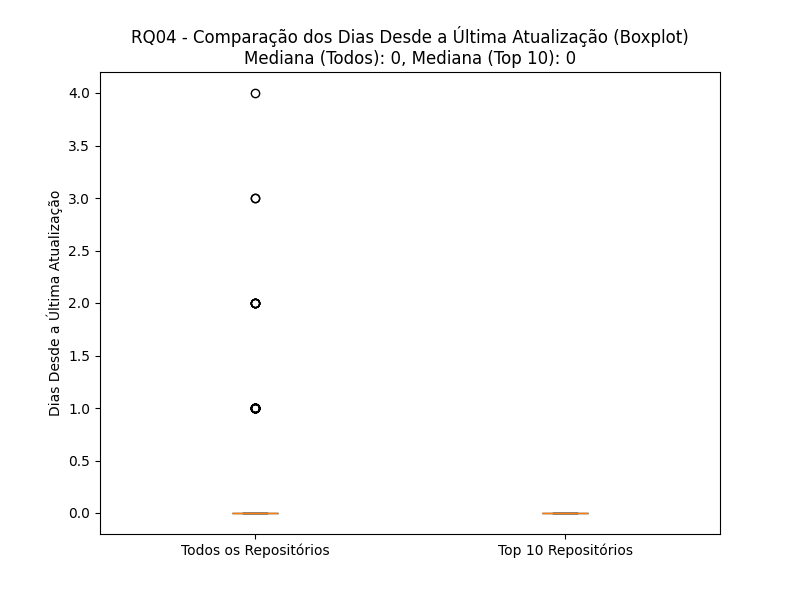 RQ04 - Comparação dos Dias Desde a Última Atualização (Boxplot)
Mediana (Todos): 0, Mediana (Top 10): 0
Dias Desde a Última Atualização
4.0
3.5
3.0
2.5
2.0
1.5
1.0
0.5
0.0
Todos os Repositórios
Top 10 Repositórios